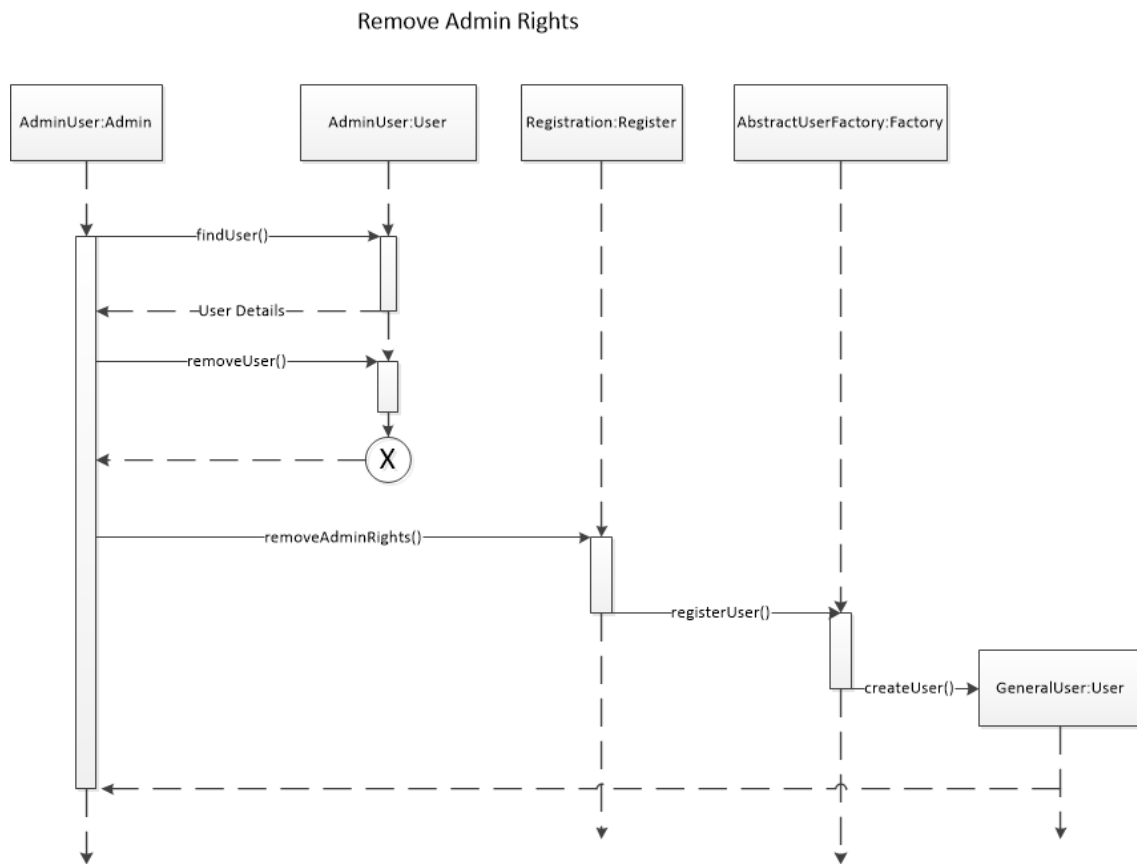 Remove Admin Rights
AdminUser:Admin
AdminUser:User
Registration:Register
AbstractUserFactory:Factory
findUser()
User Details
removeUser()
X
removeAdminRights()
registerUser()
createUser()
GeneralUser:User